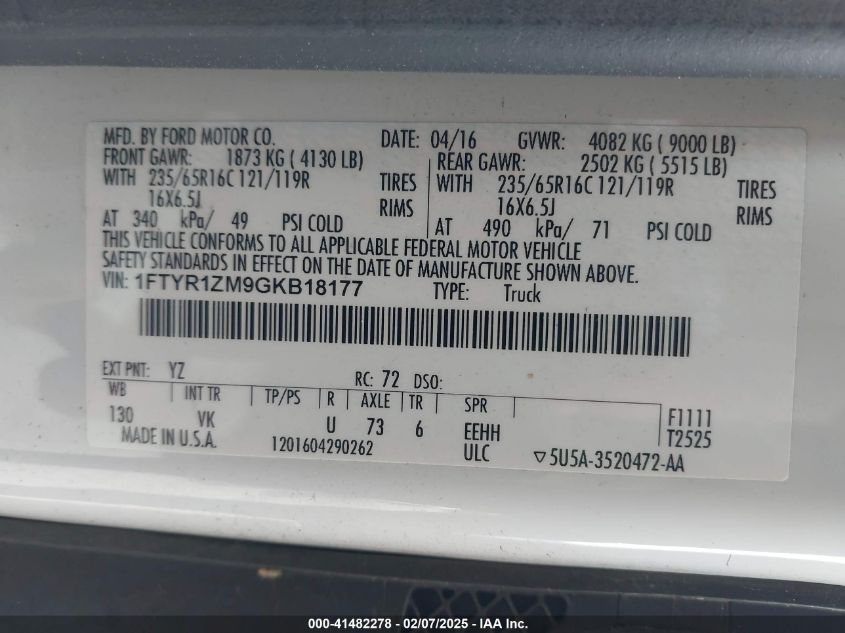 MFD. BY FORD MOTOR CO. DATE: 04/16 GVWR: 4082 KG ( 9000 LB)
FRONT GAWR: 1873 KG ( 4130 LB) REAR GAWR: 2502 KG ( 5515 LB)
WITH 235/65R16C 121/119R TIRES WITH 235/65R16C 121/119R TIRES
16X6.5J RIMS 16X6.5J RIMS
AT 340 kPa/ 49 PSI COLD AT 490 kPa/ 71 PSI COLD
THIS VEHICLE CONFORMS TO ALL APPLICABLE FEDERAL MOTOR VEHICLE
SAFETY STANDARDS IN EFFECT ON THE DATE OF MANUFACTURE SHOWN ABOVE.
VIN: 1FTYR1ZM9GKB18177 TYPE: Truck
EXT PNT: YZ RC: 72 DSO:
WB INT TR TP/PS R AXLE TR SPR F1111
130 VK U 73 6 EEHH T2525
MADE IN U.S.A. 1201604290262 ULC ▽5U5A-3520472-AA
000-41482278 - 02/07/2025 - IAA Inc.